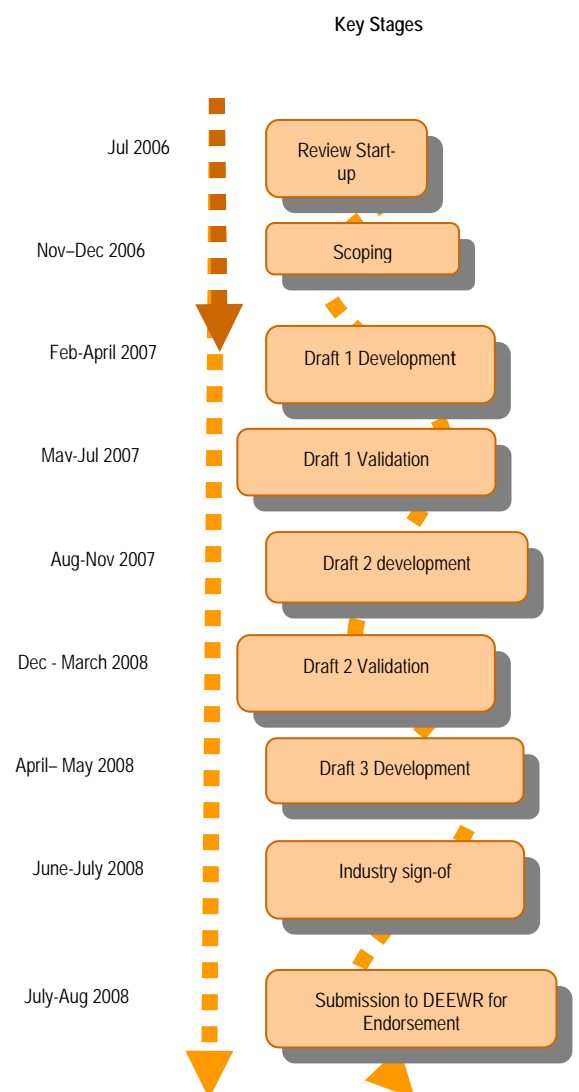 Key Stages
Jul 2006
Review Start-
up
Nov–Dec 2006
Scoping
Feb-April 2007
Draft 1 Development
May-Jul 2007
Draft 1 Validation
Aug-Nov 2007
Draft 2 development
Dec - March 2008
Draft 2 Validation
April– May 2008
Draft 3 Development
June-July 2008
Industry sign-of
July-Aug 2008
Submission to DEEWR for
Endorsement